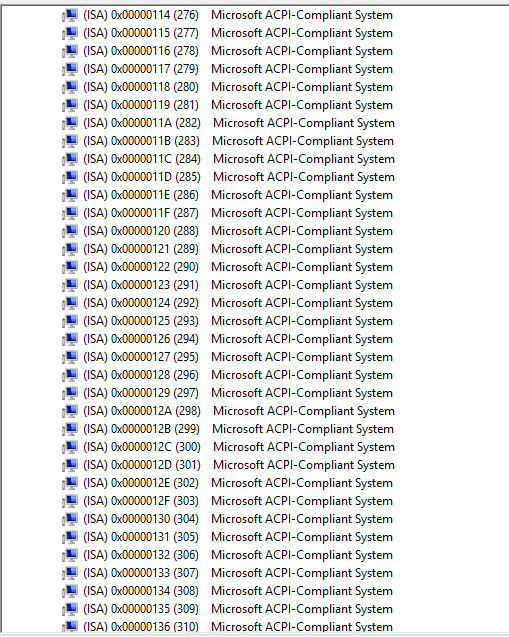 (ISA) 0x00000114 (276) Microsoft ACPI-Compliant System
(ISA) 0x00000115 (277) Microsoft ACPI-Compliant System
(ISA) 0x00000116 (278) Microsoft ACPI-Compliant System
(ISA) 0x00000117 (279) Microsoft ACPI-Compliant System
(ISA) 0x00000118 (280) Microsoft ACPI-Compliant System
(ISA) 0x00000119 (281) Microsoft ACPI-Compliant System
(ISA) 0x0000011A (282) Microsoft ACPI-Compliant System
(ISA) 0x0000011B (283) Microsoft ACPI-Compliant System
(ISA) 0x0000011C (284) Microsoft ACPI-Compliant System
(ISA) 0x0000011D (285) Microsoft ACPI-Compliant System
(ISA) 0x0000011E (286) Microsoft ACPI-Compliant System
(ISA) 0x0000011F (287) Microsoft ACPI-Compliant System
(ISA) 0x00000120 (288) Microsoft ACPI-Compliant System
(ISA) 0x00000121 (289) Microsoft ACPI-Compliant System
(ISA) 0x00000122 (290) Microsoft ACPI-Compliant System
(ISA) 0x00000123 (291) Microsoft ACPI-Compliant System
(ISA) 0x00000124 (292) Microsoft ACPI-Compliant System
(ISA) 0x00000125 (293) Microsoft ACPI-Compliant System
(ISA) 0x00000126 (294) Microsoft ACPI-Compliant System
(ISA) 0x00000127 (295) Microsoft ACPI-Compliant System
(ISA) 0x00000128 (296) Microsoft ACPI-Compliant System
(ISA) 0x00000129 (297) Microsoft ACPI-Compliant System
(ISA) 0x0000012A (298) Microsoft ACPI-Compliant System
(ISA) 0x0000012B (299) Microsoft ACPI-Compliant System
(ISA) 0x0000012C (300) Microsoft ACPI-Compliant System
(ISA) 0x0000012D (301) Microsoft ACPI-Compliant System
(ISA) 0x0000012E (302) Microsoft ACPI-Compliant System
(ISA) 0x0000012F (303) Microsoft ACPI-Compliant System
(ISA) 0x00000130 (304) Microsoft ACPI-Compliant System
(ISA) 0x00000131 (305) Microsoft ACPI-Compliant System
(ISA) 0x00000132 (306) Microsoft ACPI-Compliant System
(ISA) 0x00000133 (307) Microsoft ACPI-Compliant System
(ISA) 0x00000134 (308) Microsoft ACPI-Compliant System
(ISA) 0x00000135 (309) Microsoft ACPI-Compliant System
(ISA) 0x00000136 (310) Microsoft ACPI-Compliant System